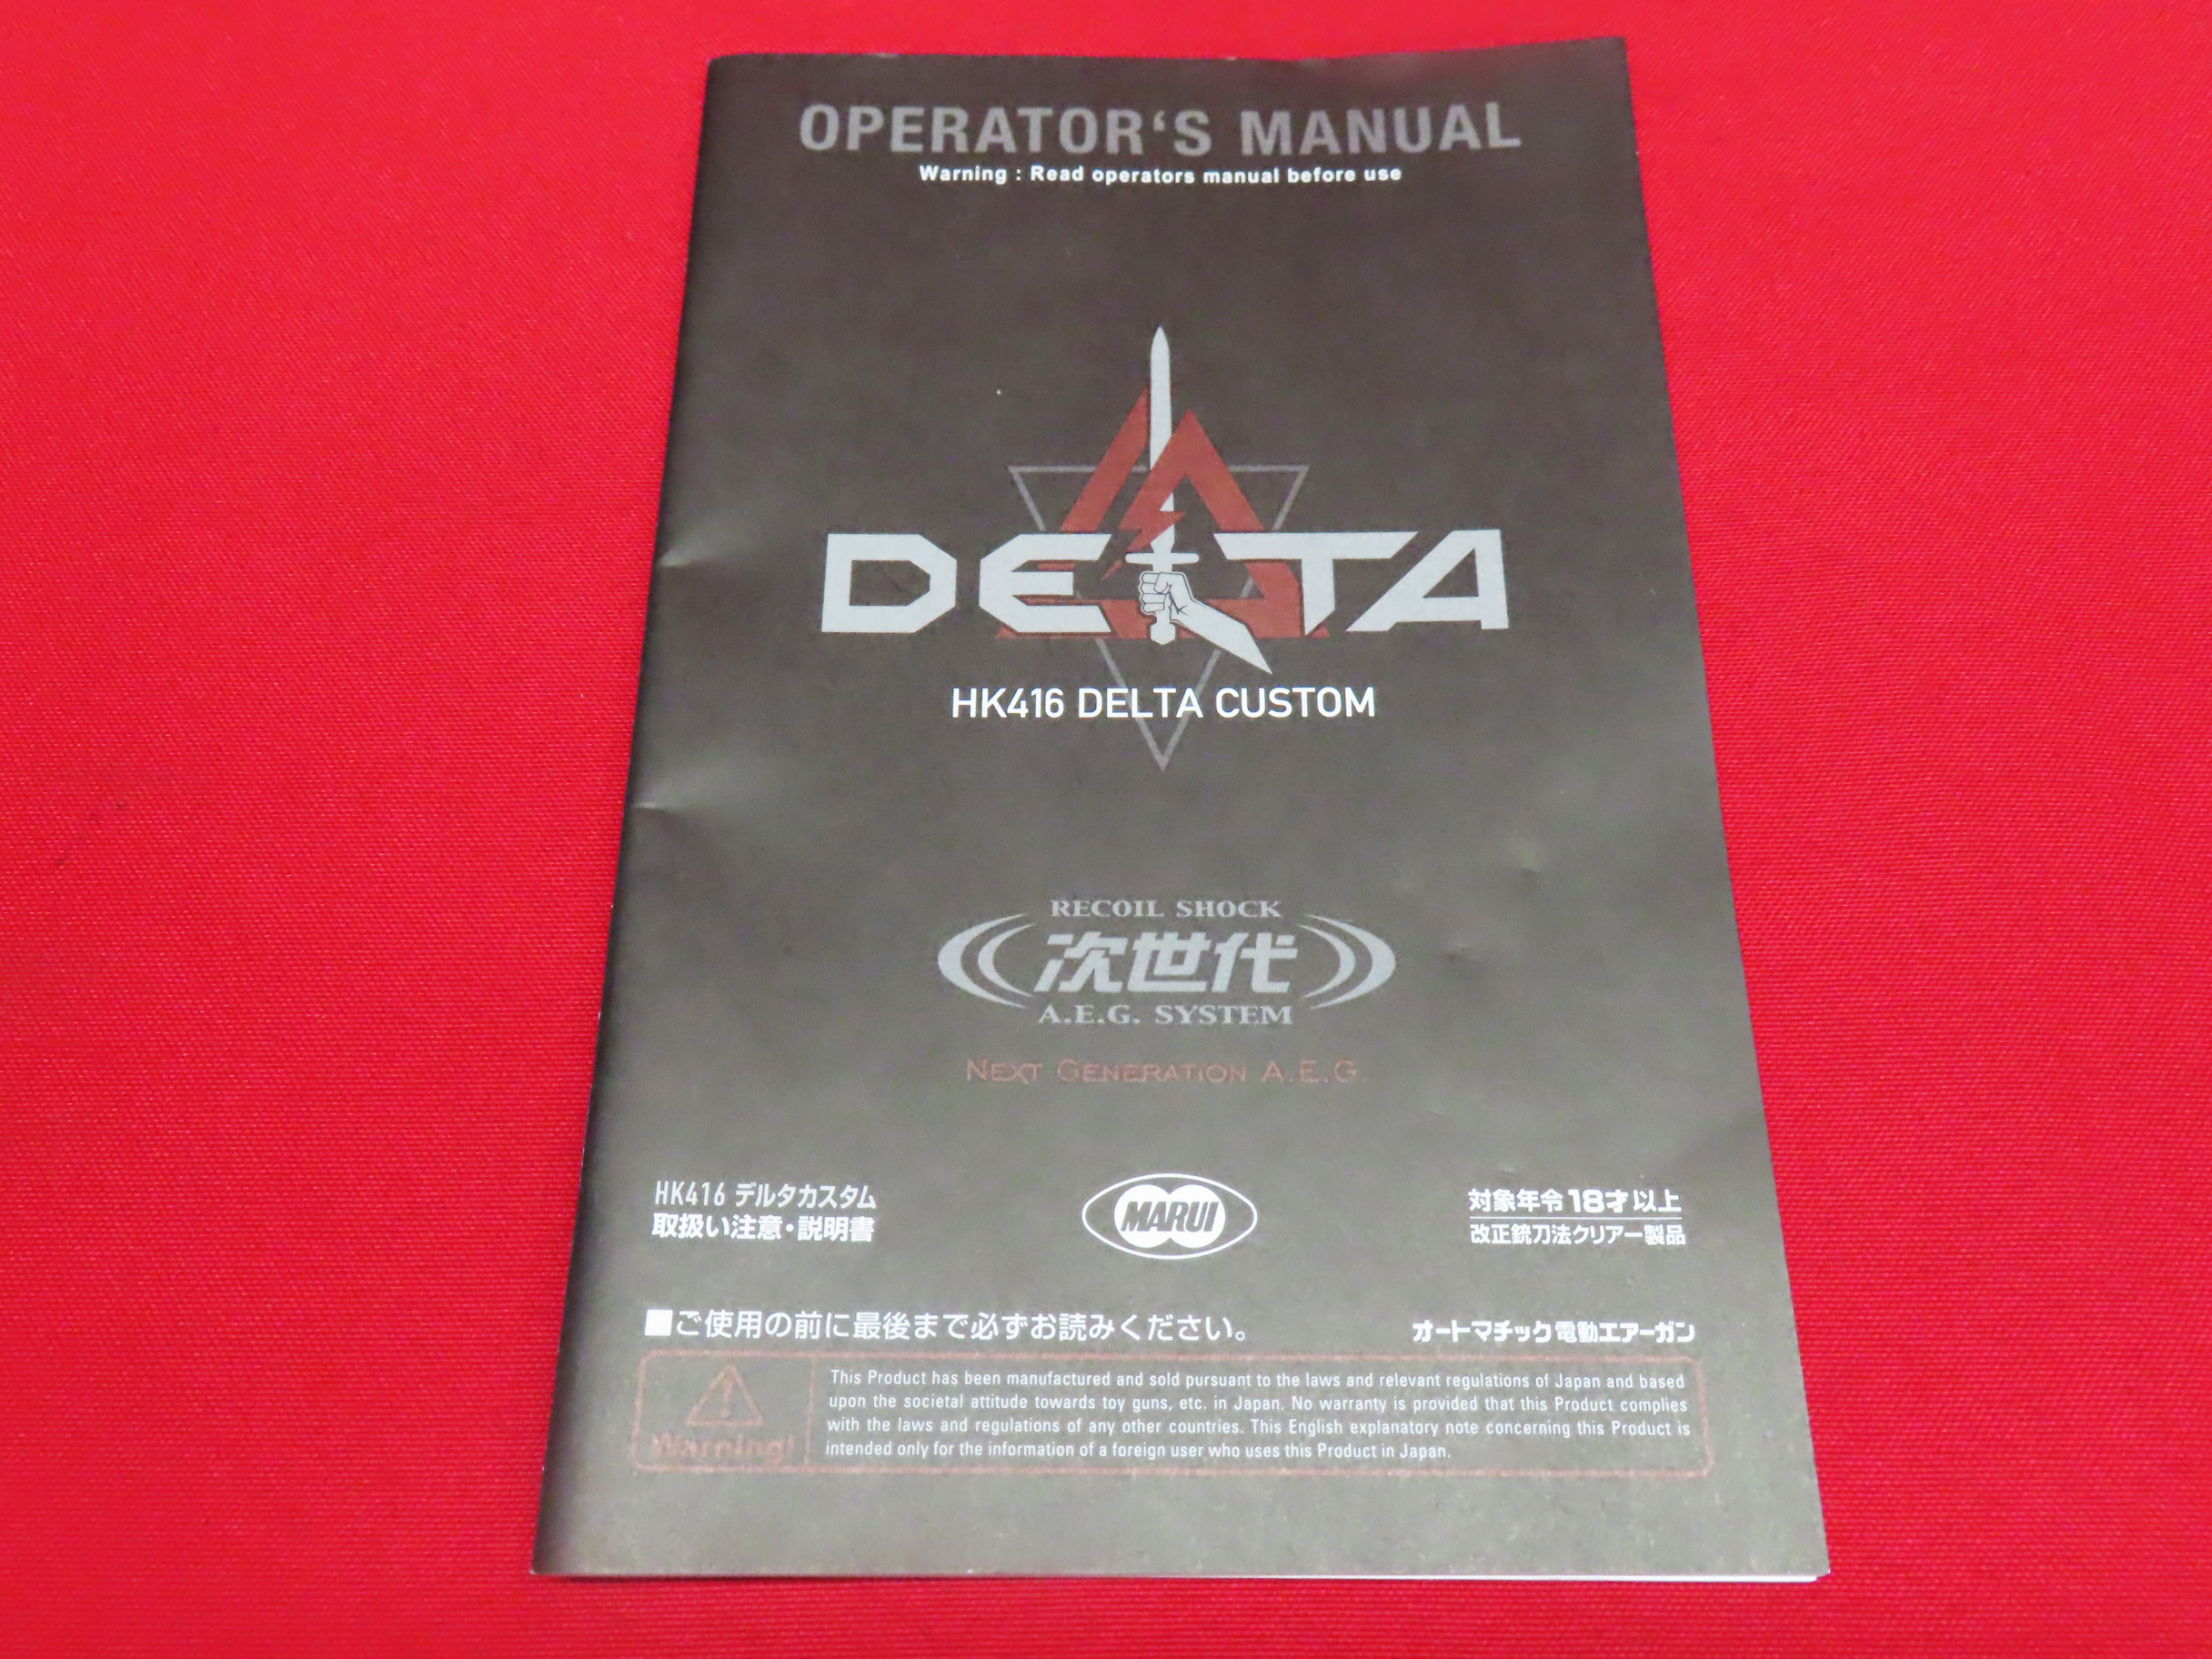 OPERATOR‘S MANUAL
Warning : Read operators manual before use
DELTA
HK416 DELTA CUSTOM
RECOIL SHOCK
次世代
A.E.G. SYSTEM
NEXT GENERATION A.E.G
HK416 デルタカスタム
取扱い注意・説明書
MARUI
対象年令18才以上
改正銃刀法クリアー製品
■ご使用の前に最後まで必ずお読みください。
オートマチック電動エアーガン
Warning!
This Product has been manufactured and sold pursuant to the laws and relevant regulations of Japan and based
upon the societal attitude towards toy guns, etc. in Japan. No warranty is provided that this Product complies
with the laws and regulations of any other countries. This English explanatory note concerning this Product is
intended only for the information of a foreign user who uses this Product in Japan.